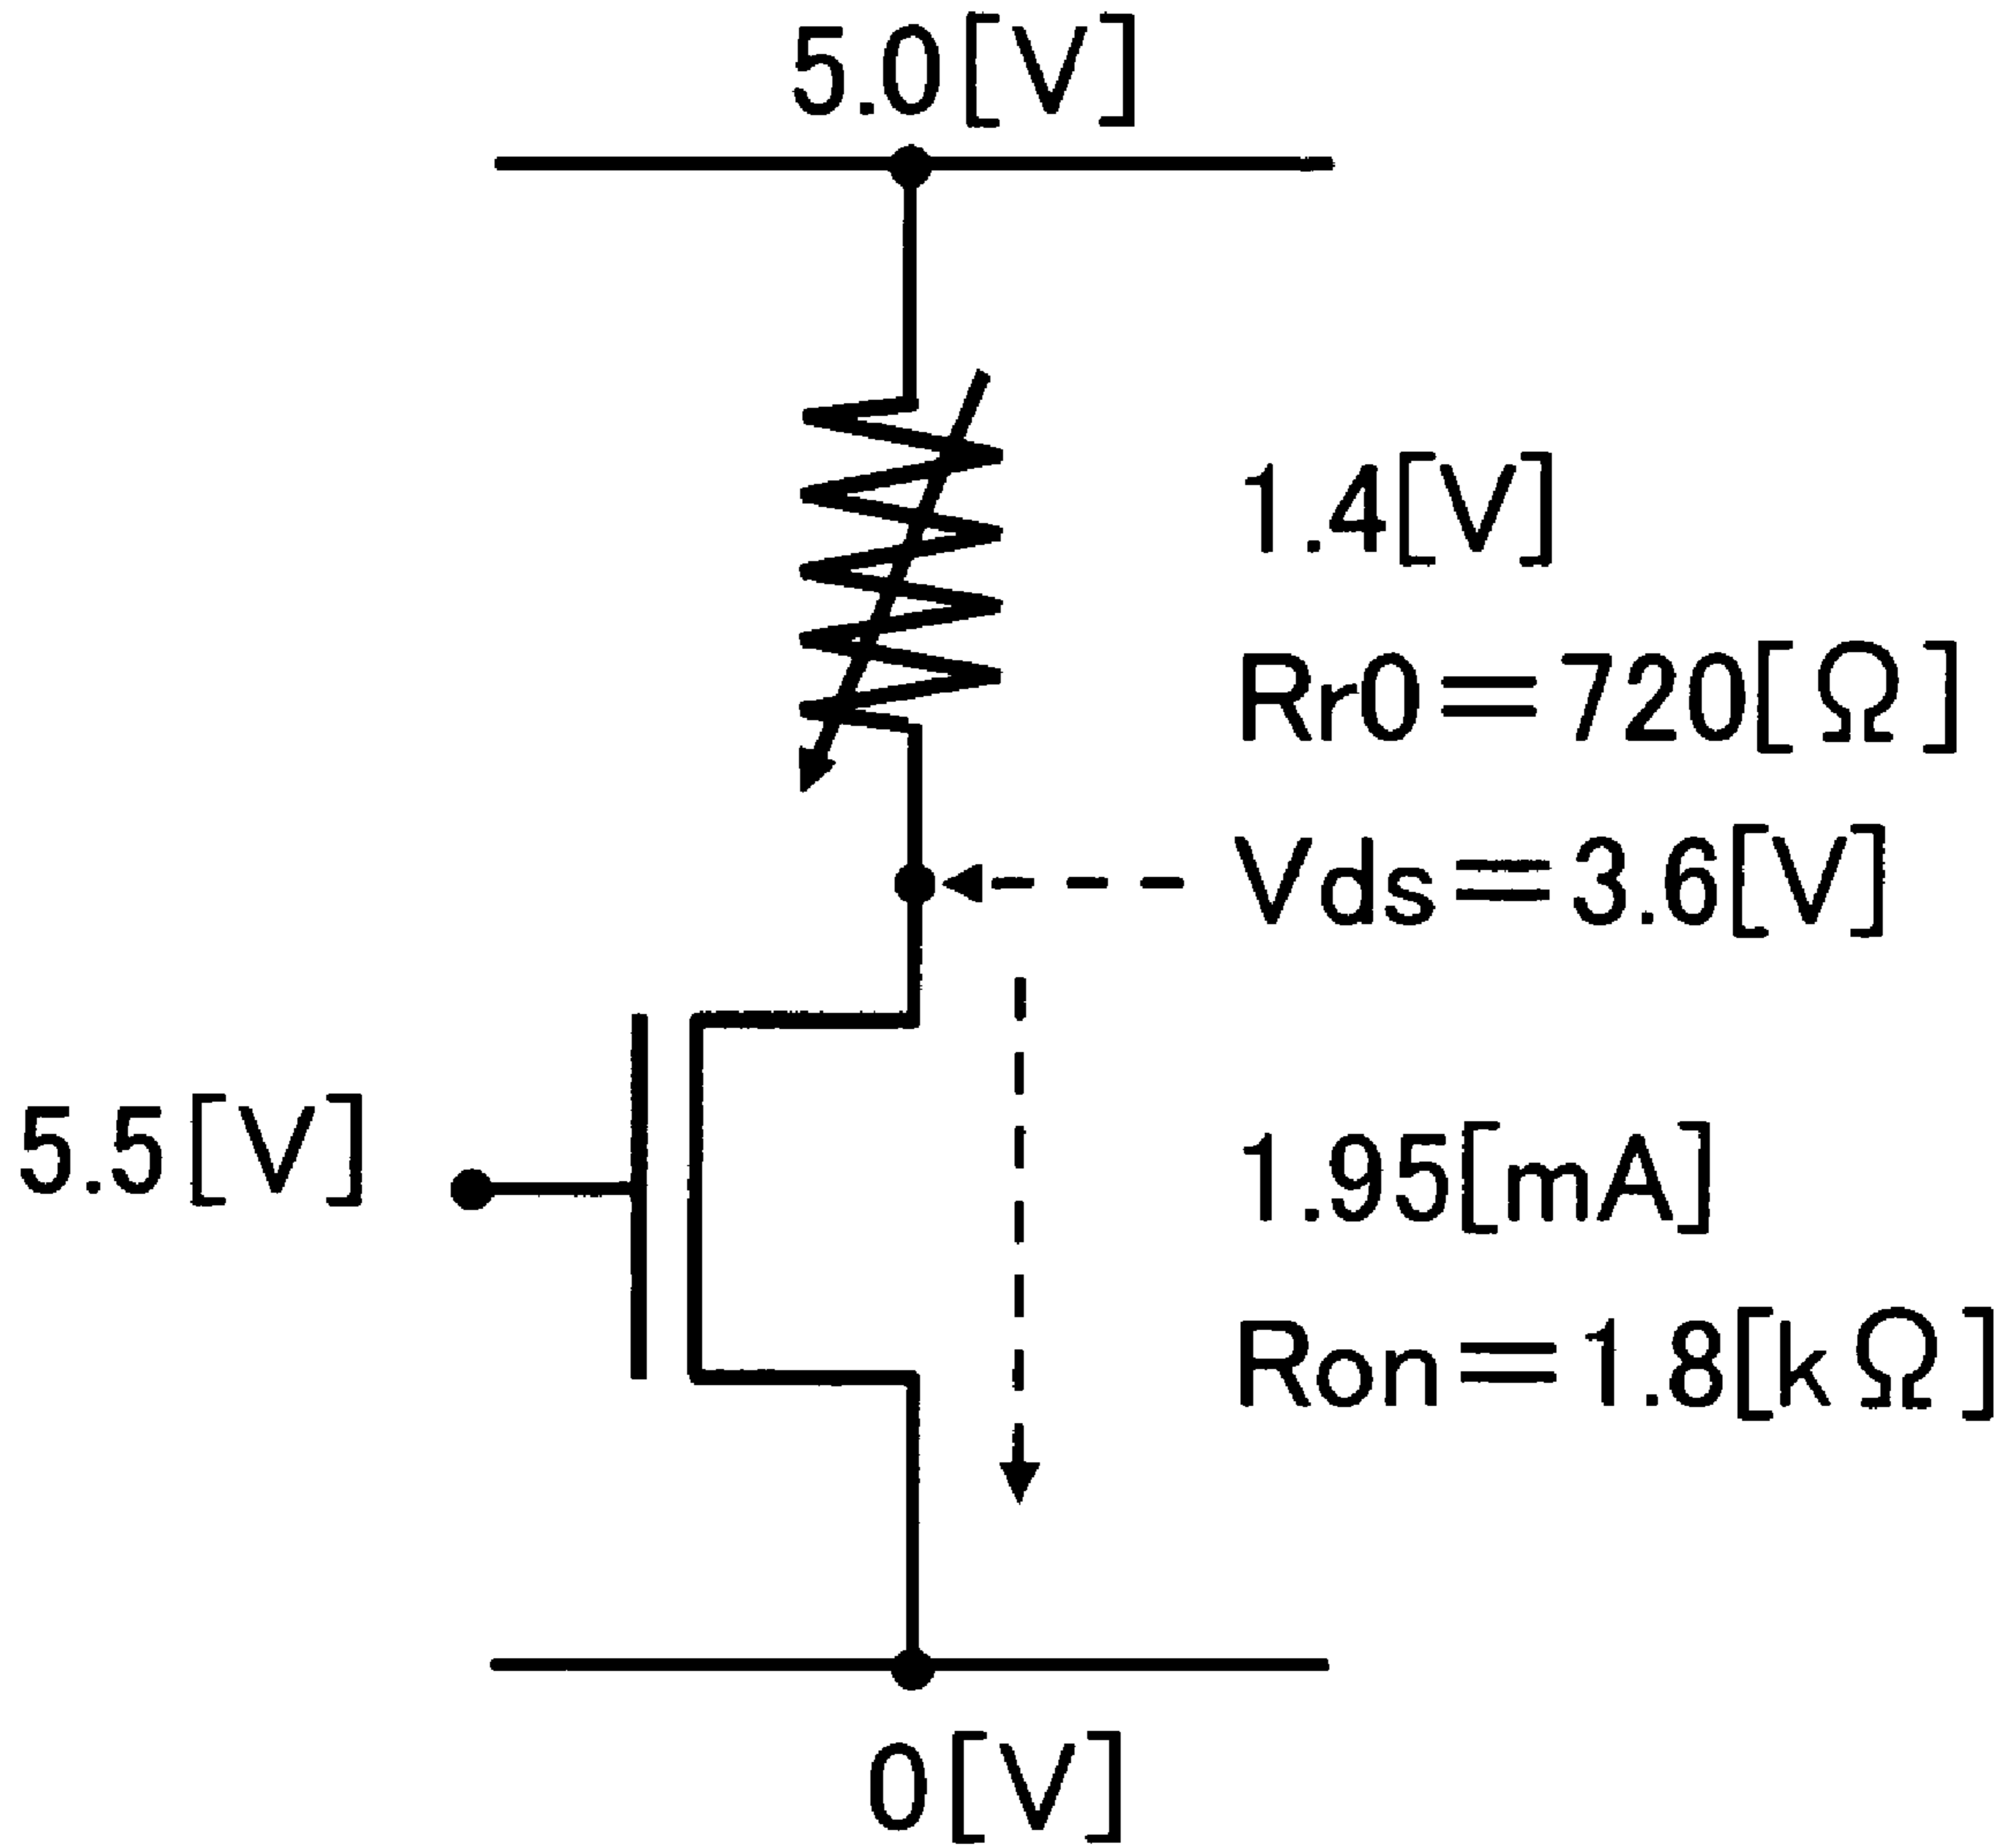 5.0[V]
1.4[V]
Rr0=720[Ω]
Vds=3.6[V]
5.5[V]
1.95[mA]
Ron=1.8[kΩ]
0[V]